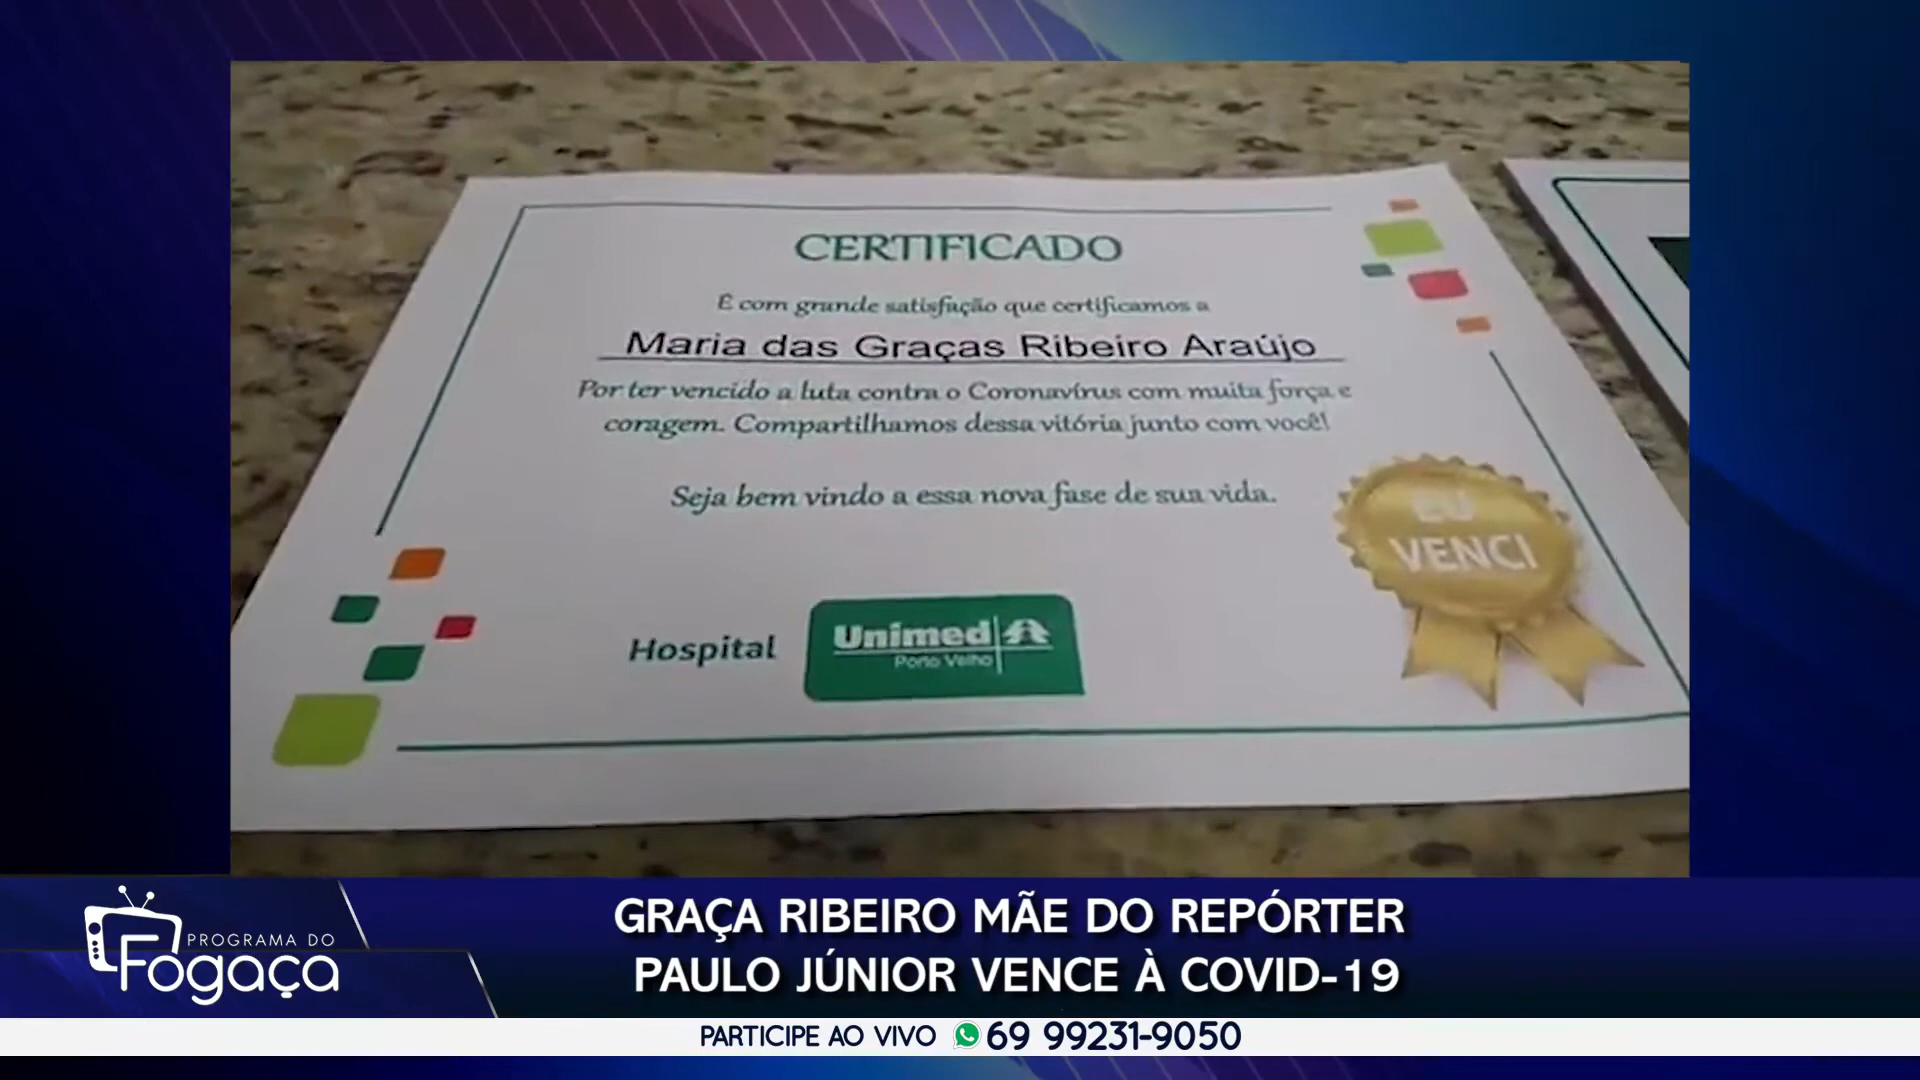 CERTIFICADO
É com grande satisfação que certificamos a
Maria das Graças Ribeiro Araújo
Por ter vencido a luta contra o Coronavírus com muita força e
coragem. Compartilhamos dessa vitória junto com você!
Seja bem vindo a essa nova fase de sua vida.
EU
VENCI
Hospital
Unimed
Porto Velho
PROGRAMA DO
Fogaça
GRAÇA RIBEIRO MÃE DO REPÓRTER
PAULO JÚNIOR VENCE À COVID-19
PARTICIPE AO VIVO 69 99231-9050